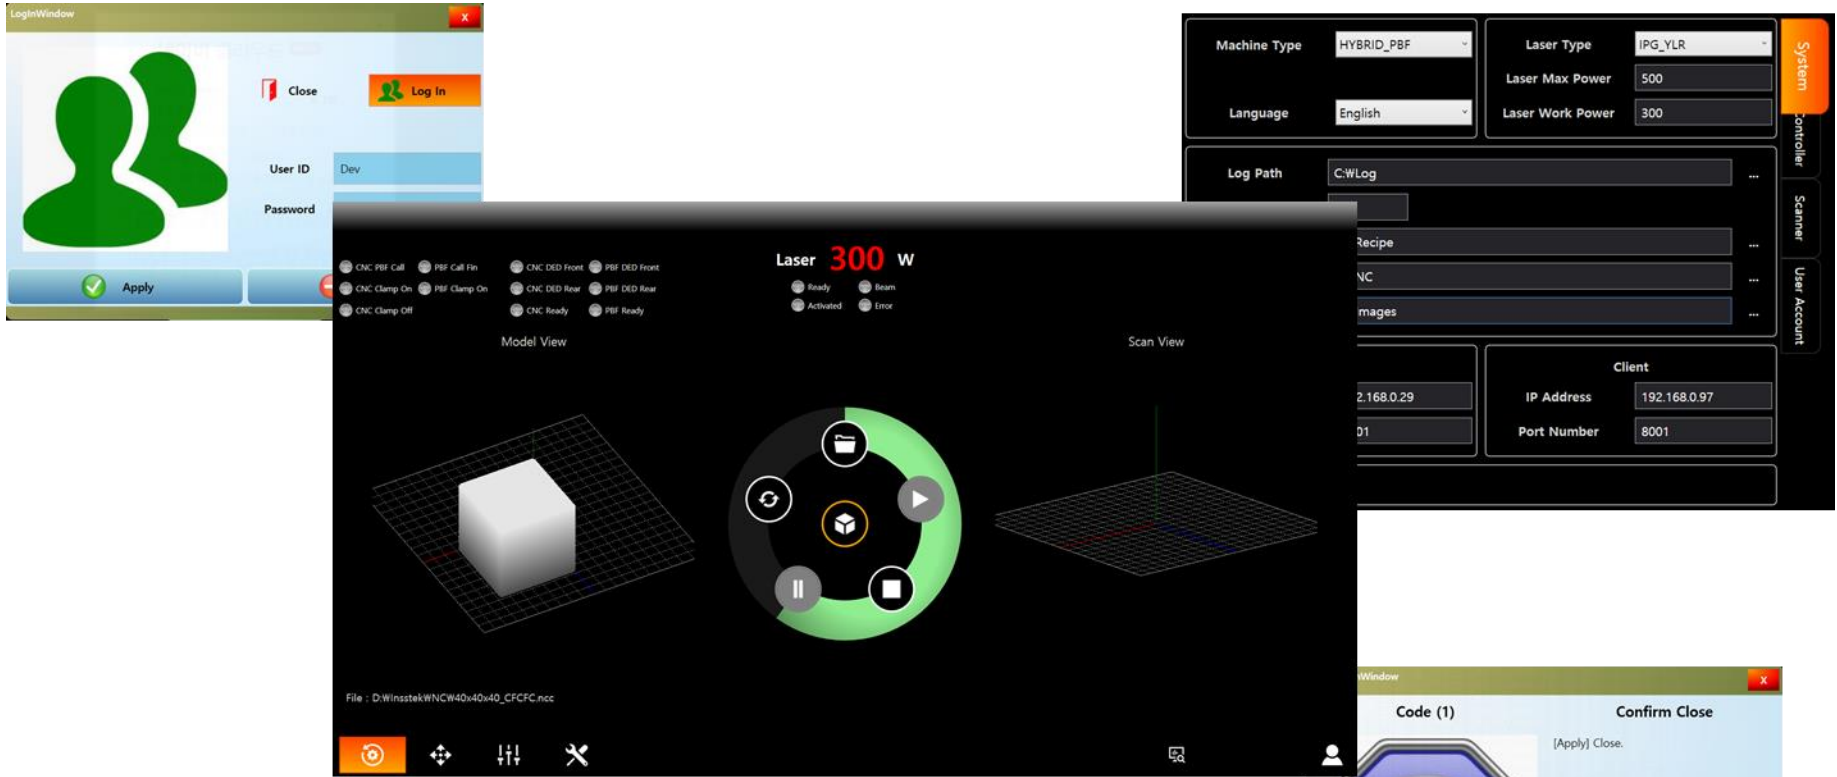 LogInWindow
X
Close
Log In
User ID
Dev
Password
Apply
Machine Type
HYBRID_PBF
Language
English
Laser Type
IPG_YLR
Laser Max Power
500
Laser Work Power
300
System
Controller
Scanner
User Account
Log Path
C:₩Log
...
Recipe
...
NC
...
mages
...
2.168.0.29
01
Client
IP Address
192.168.0.97
Port Number
8001
CNC PBF Call
PBF Call Fin
CNC DED Front
PBF DED Front
CNC Clamp On
PBF Clamp On
CNC DED Rear
PBF DED Rear
CNC Clamp Off
CNC Ready
PBF Ready
Laser 300 W
Ready
Beam
Activated
Error
Model View
Scan View
File : D:₩Insstek₩NC₩40x40x40_CFCFC.ncc
nWindow
X
Code (1)
Confirm Close
[Apply] Close.